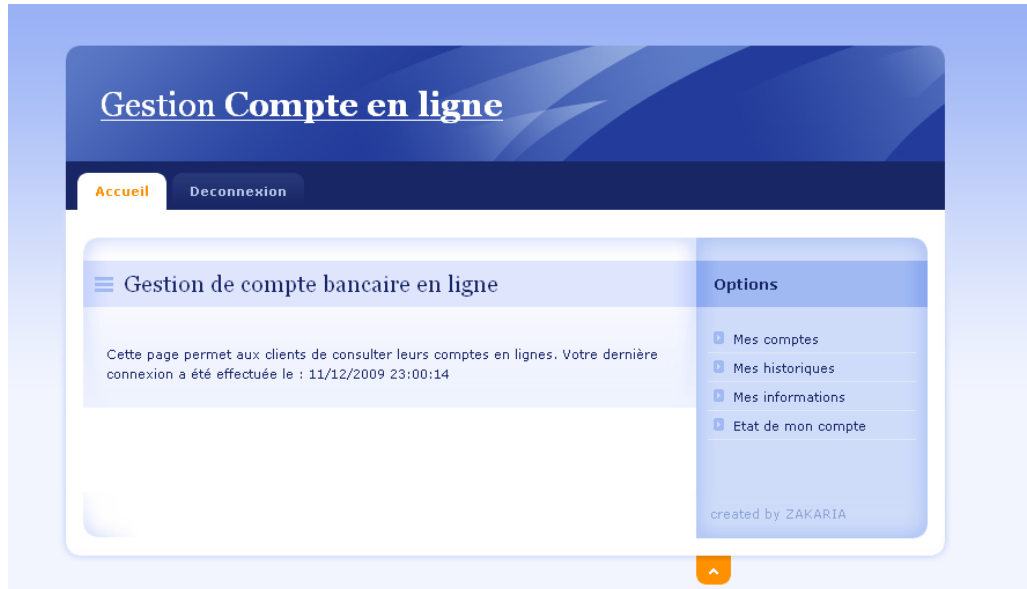 Gestion Compte en ligne
Accueil
Deconnexion
Gestion de compte bancaire en ligne
Cette page permet aux clients de consulter leurs comptes en lignes. Votre dernière
connexion a été effectuée le : 11/12/2009 23:00:14
Options
Mes comptes
Mes historiques
Mes informations
Etat de mon compte
created by ZAKARIA